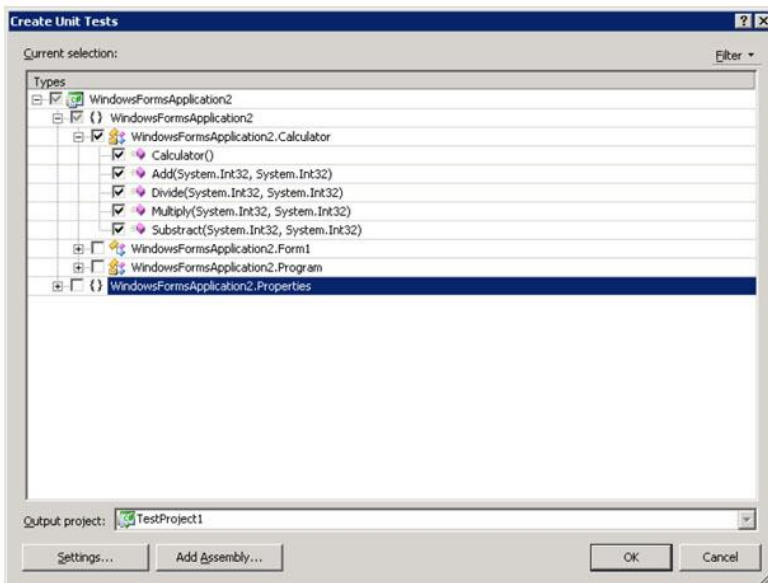 Create Unit Tests
Current selection:
Filter
Types
WindowsFormsApplication2
{} WindowsFormsApplication2
WindowsFormsApplication2.Calculator
Calculator()
Add(System.Int32, System.Int32)
Divide(System.Int32, System.Int32)
Multiply(System.Int32, System.Int32)
Substract(System.Int32, System.Int32)
WindowsFormsApplication2.Form1
WindowsFormsApplication2.Program
{} WindowsFormsApplication2.Properties
Output project: TestProject1
Settings... Add Assembly... OK Cancel